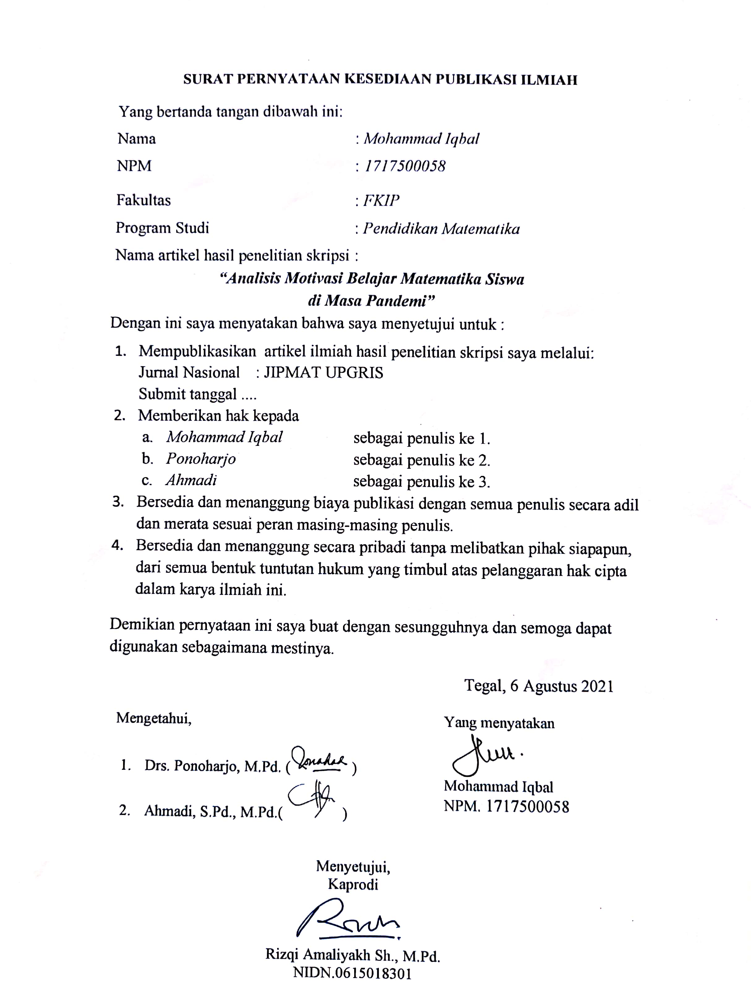 SURAT PERNYATAAN KESEDIAAN PUBLIKASI ILMIAH
Yang bertanda tangan dibawah ini:
Nama : Mohammad Iqbal
NPM : 1717500058
Fakultas : FKIP
Program Studi : Pendidikan Matematika
Nama artikel hasil penelitian skripsi :
“Analisis Motivasi Belajar Matematika Siswa
di Masa Pandemi”
Dengan ini saya menyatakan bahwa saya menyetujui untuk :
1. Mempublikasikan artikel ilmiah hasil penelitian skripsi saya melalui:
Jurnal Nasional : JIPMAT UPGRIS
Submit tanggal ....
2. Memberikan hak kepada
a. Mohammad Iqbal sebagai penulis ke 1.
b. Ponoharjo sebagai penulis ke 2.
c. Ahmadi sebagai penulis ke 3.
3. Bersedia dan menanggung biaya publikasi dengan semua penulis secara adil
dan merata sesuai peran masing-masing penulis.
4. Bersedia dan menanggung secara pribadi tanpa melibatkan pihak siapapun,
dari semua bentuk tuntutan hukum yang timbul atas pelanggaran hak cipta
dalam karya ilmiah ini.
Demikian pernyataan ini saya buat dengan sesungguhnya dan semoga dapat
digunakan sebagaimana mestinya.
Tegal, 6 Agustus 2021
Mengetahui,
Yang menyatakan
1. Drs. Ponoharjo, M.Pd. ( )
Mohammad Iqbal
NPM. 1717500058
2. Ahmadi, S.Pd., M.Pd.( )
Menyetujui,
Kaprodi
Rizqi Amaliyakh Sh., M.Pd.
NIDN.0615018301